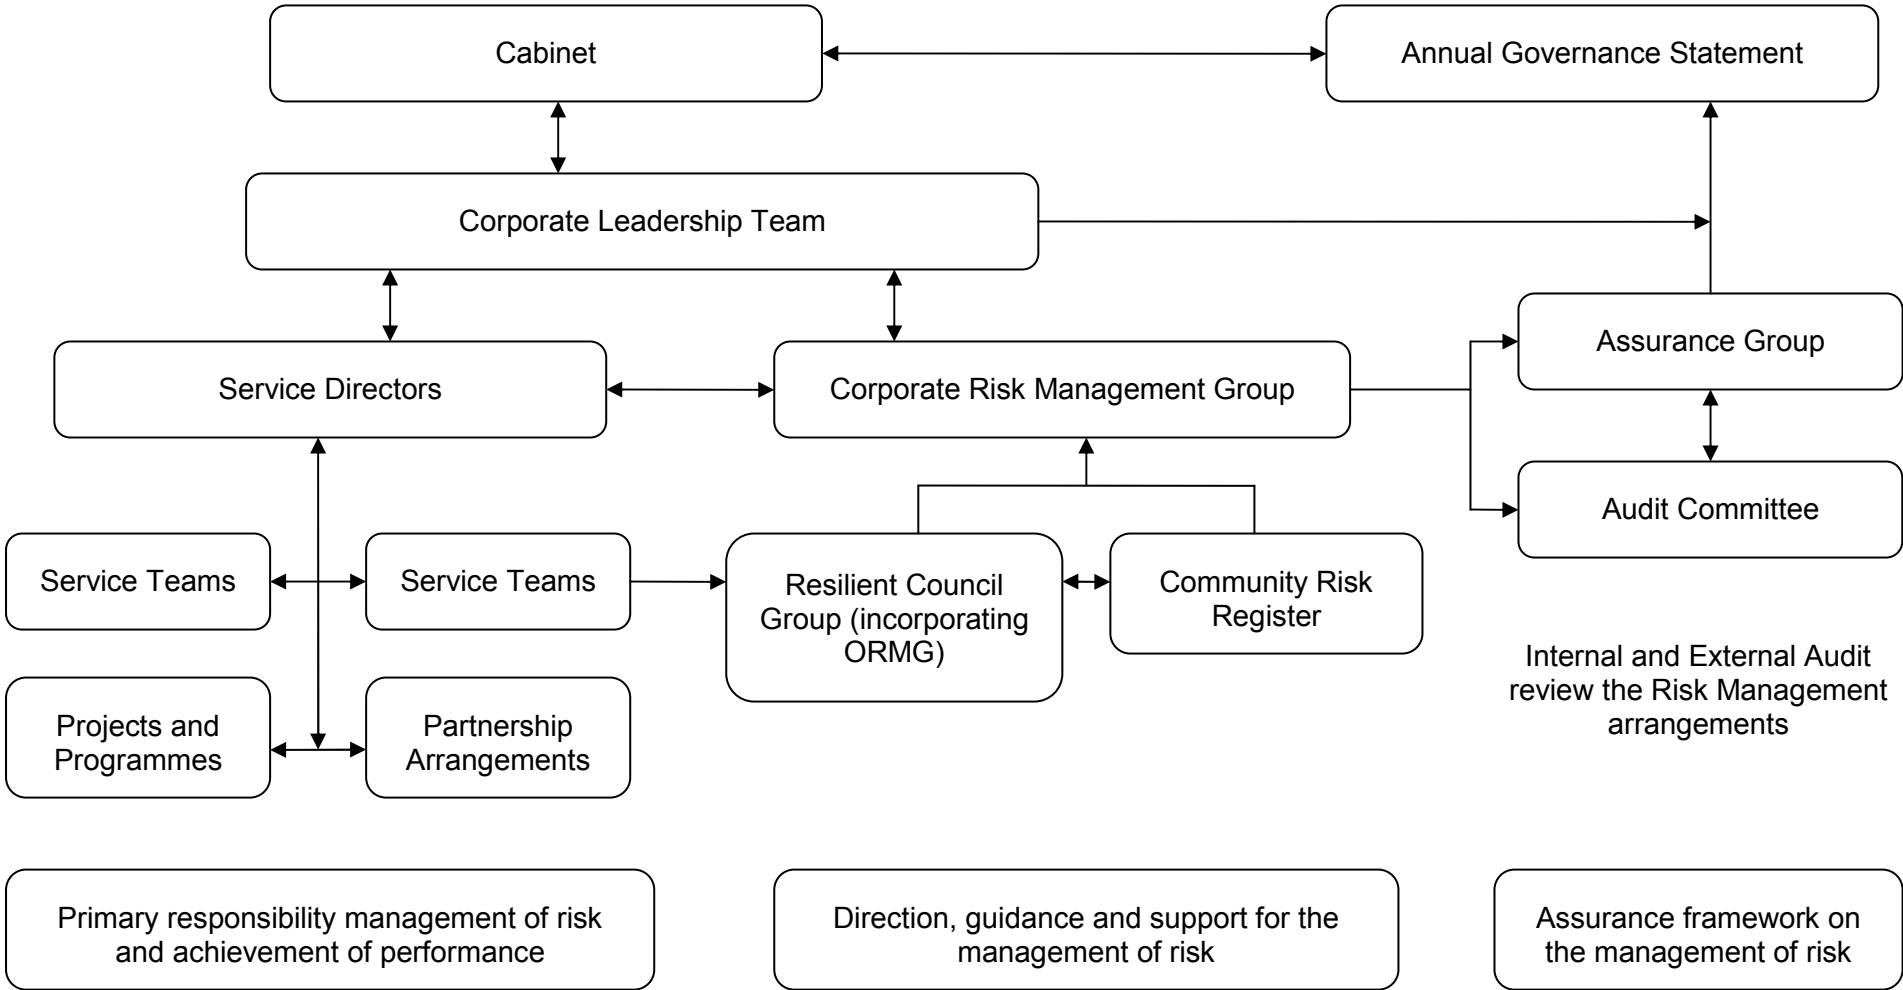 Cabinet
Annual Governance Statement
Corporate Leadership Team
Service Directors
Corporate Risk Management Group
Assurance Group
Audit Committee
Service Teams
Service Teams
Resilient Council
Group (incorporating
ORMG)
Community Risk
Register
Internal and External Audit
review the Risk Management
arrangements
Projects and
Programmes
Partnership
Arrangements
Primary responsibility management of risk
and achievement of performance
Direction, guidance and support for the
management of risk
Assurance framework on
the management of risk